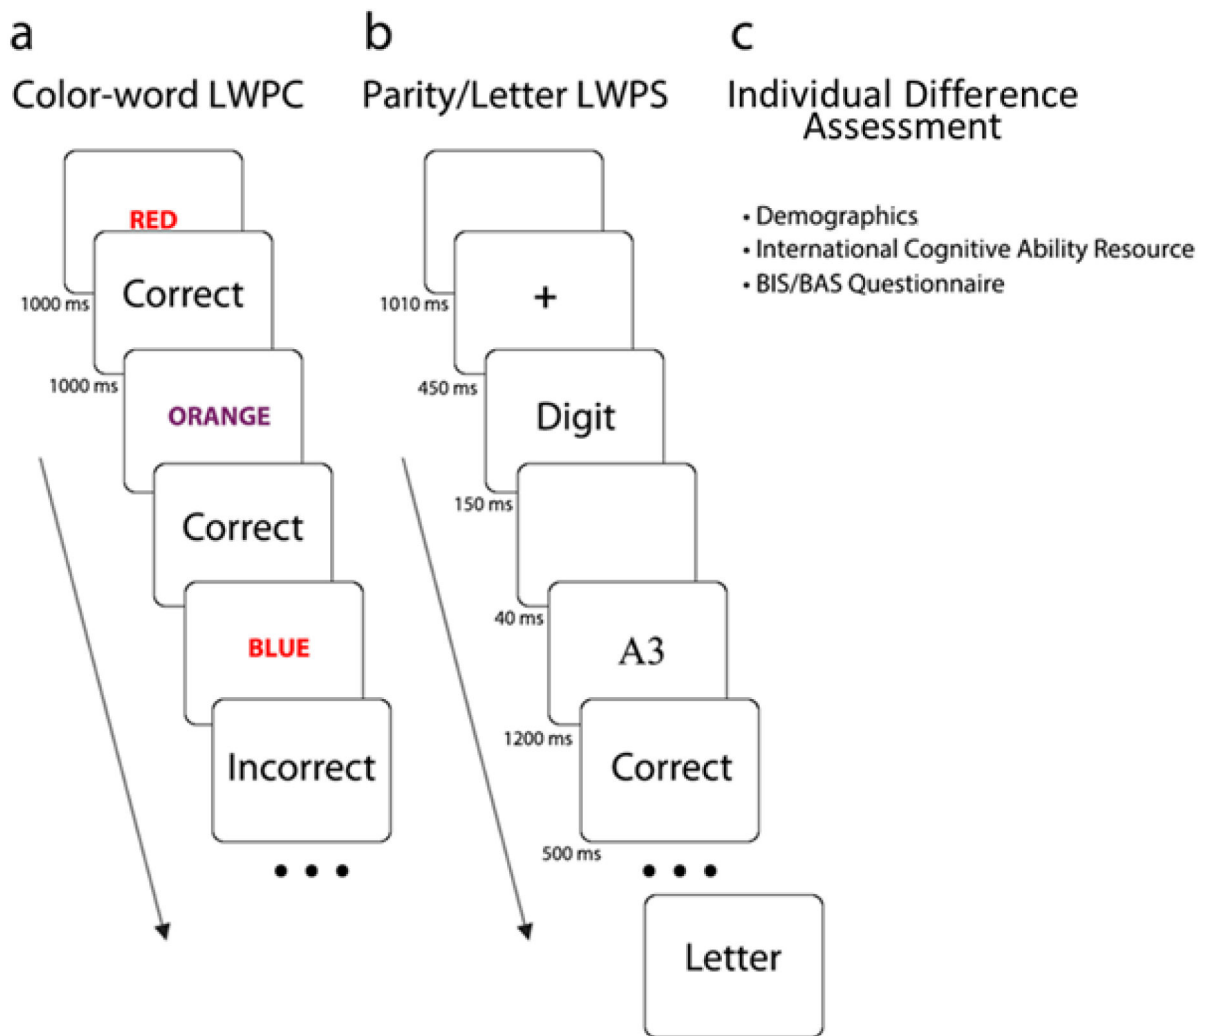 a
Color-word LWPC
RED
1000 ms
Correct
1000 ms
ORANGE
Correct
BLUE
Incorrect
• • •
b
Parity/Letter LWPS
1010 ms
+
450 ms
Digit
150 ms
40 ms
A3
1200 ms
Correct
500 ms
• • •
Letter
c
Individual Difference
Assessment
• Demographics
• International Cognitive Ability Resource
• BIS/BAS Questionnaire